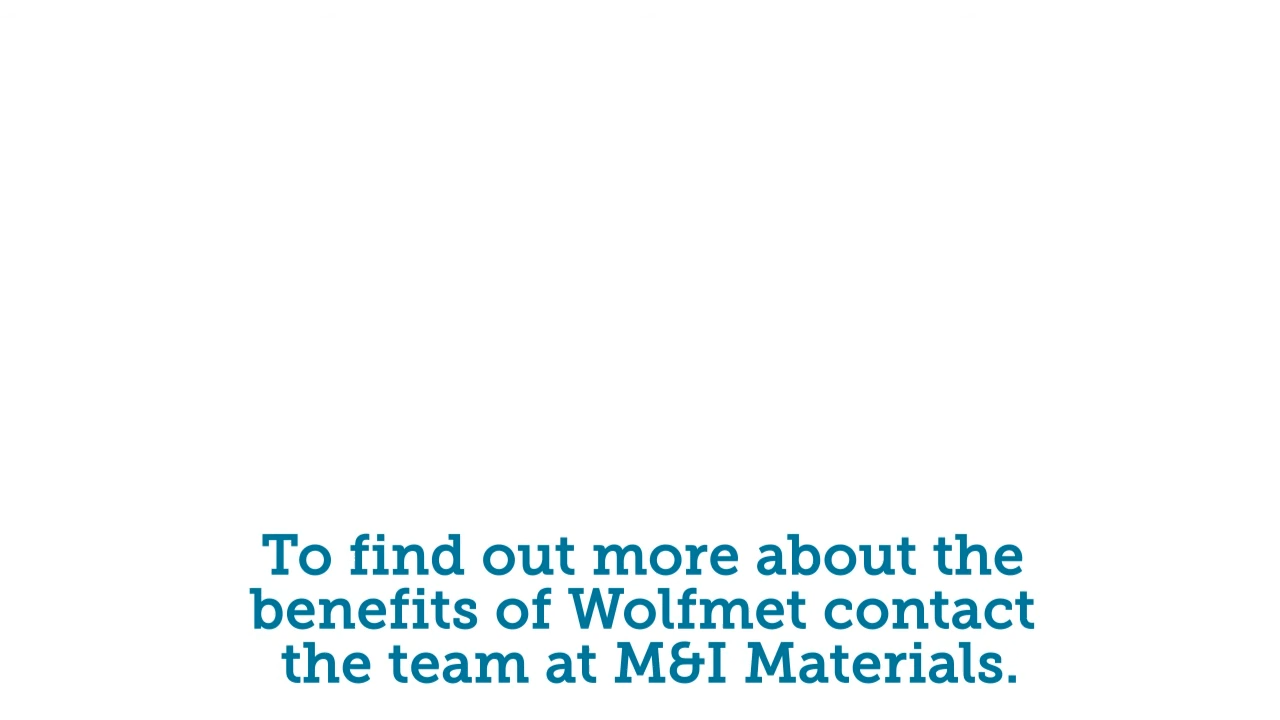 To find out more about the
benefits of Wolfmet contact
the team at M&I Materials.